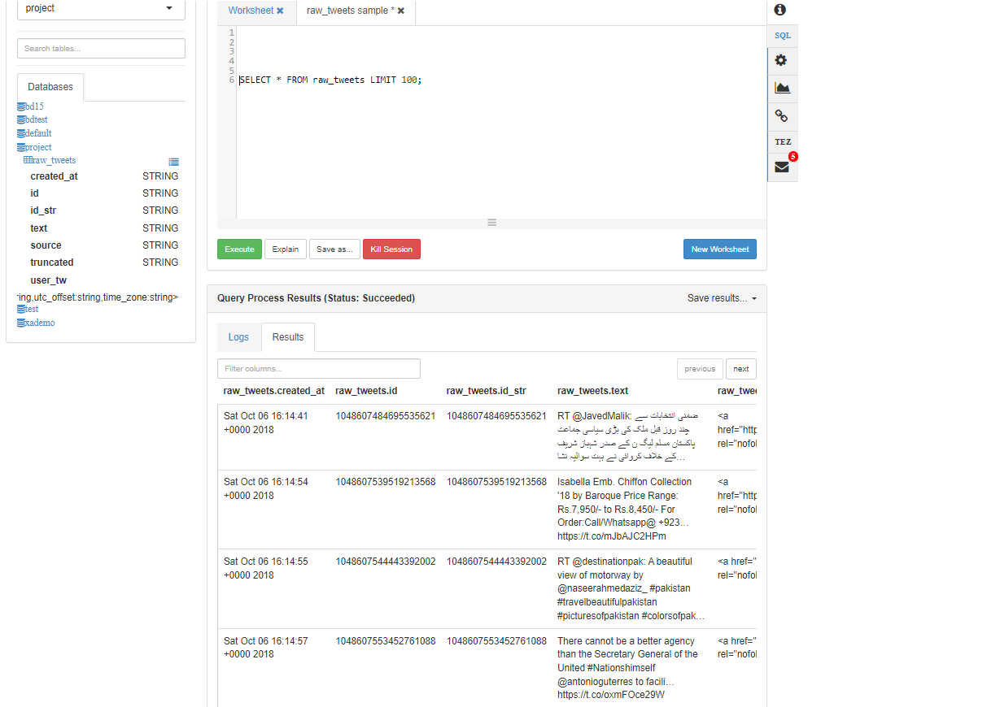 project
Search tables...
Databases
bd15
bdtest
default
project
raw_tweets
created_at STRING
id STRING
id_str STRING
text STRING
source STRING
truncated STRING
user_tw
ring,utc_offset:string,time_zone:string>
test
xademo
Worksheet ✖ raw_tweets sample * ✖
1
2
3
4
5
6 SELECT * FROM raw_tweets LIMIT 100;
Execute Explain Save as... Kill Session New Worksheet
SQL
TEZ
5
Query Process Results (Status: Succeeded) Save results...
Logs Results
Filter columns... previous next
raw_tweets.created_at raw_tweets.id raw_tweets.id_str raw_tweets.text raw_twee
Sat Oct 06 16:14:41 +0000 2018
1048607484695535621
1048607484695535621
RT @JavedMalik: ضمنی انتخابات سے
چند روز قبل ملک کی بڑی سیاسی جماعت
پاکستان مسلم لیگ ن کے صدر شہباز شریف
کے خلاف کروائی نے بہت سوالیہ نشا…
<a
href="http
rel="nofol
Sat Oct 06 16:14:54
+0000 2018
1048607539519213568
1048607539519213568
Isabella Emb. Chiffon Collection
'18 by Baroque Price Range:
Rs.7,950/- to Rs.8,450/- For
Order:Call/Whatsapp@ +923…
https://t.co/mJbAJC2HPm
<a
href="http
rel="nofol
Sat Oct 06 16:14:55
+0000 2018
1048607544443392002
1048607544443392002
RT @destinationpak: A beautiful
view of motorway by
@naseerahmedaziz_ #pakistan
#travelbeautifulpakistan
#picturesofpakistan #colorsofpak…
<a href="
rel="nofol
Sat Oct 06 16:14:57
+0000 2018
1048607553452761088
1048607553452761088
There cannot be a better agency
than the Secretary General of the
United #Nationshimself
@antonioguterres to facili…
https://t.co/oxmFOce29W
<a href="
rel="nofol